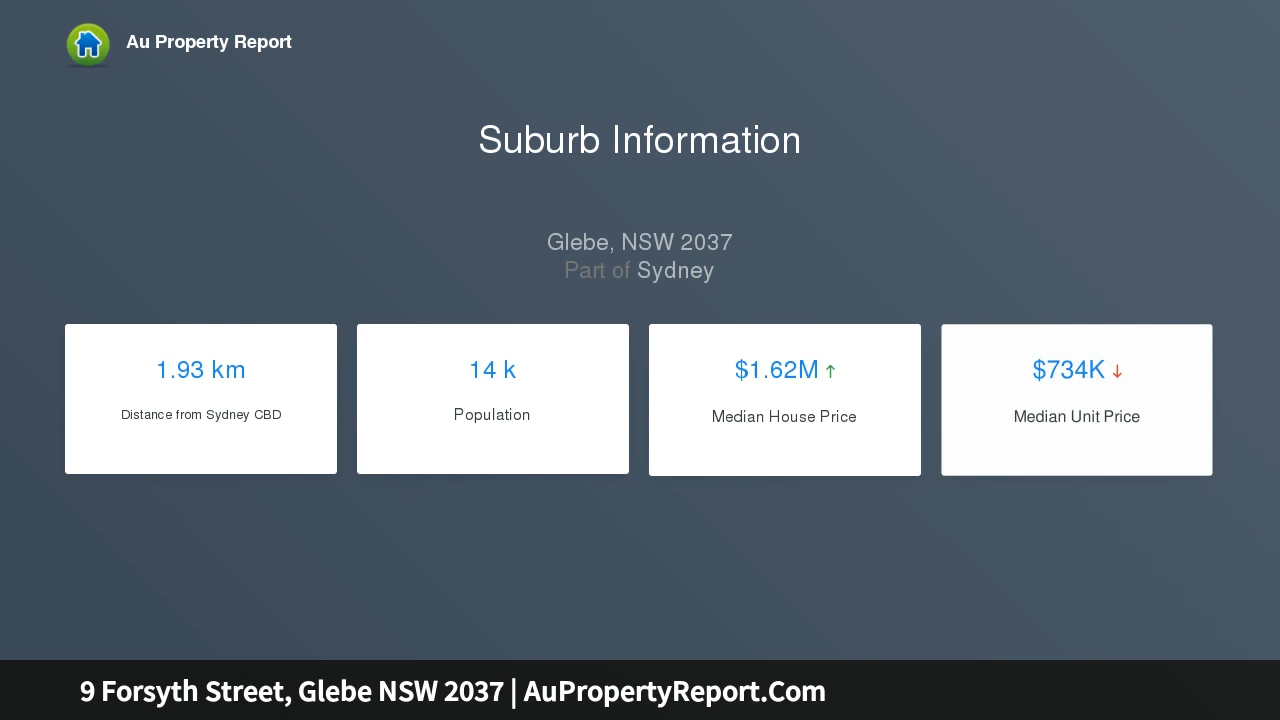 Au Property Report
Suburb Information
Glebe, NSW 2037
Part of Sydney
1.93 km
Distance from Sydney CBD
14 k
Population
$1.62M ↑
Median House Price
$734K ↓
Median Unit Price
9 Forsyth Street, Glebe NSW 2037 | AuPropertyReport.Com